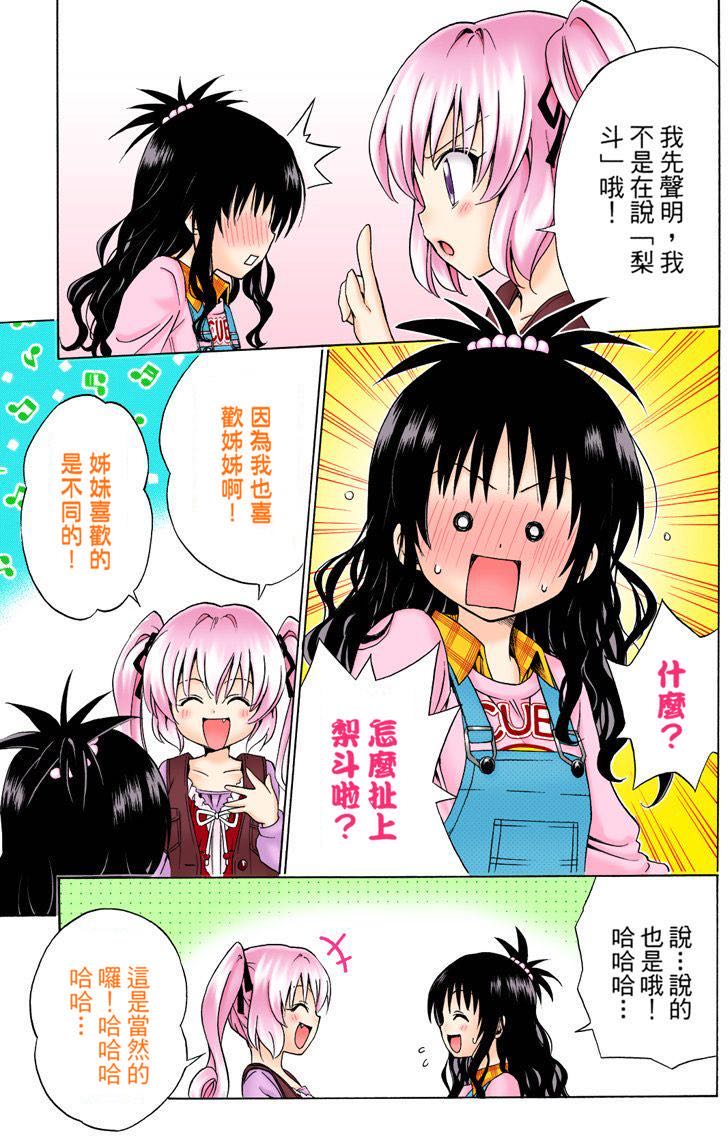 我先聲明，我
不是在說「梨
斗」哦！
什麼？
怎麼扯上
梨斗啦？
CUB
因為我也喜
歡姊姊啊！
姊妹喜歡的
是不同的！
說…說的
也是哦！
哈哈哈…
這是當然的
囉！哈哈哈
哈哈…